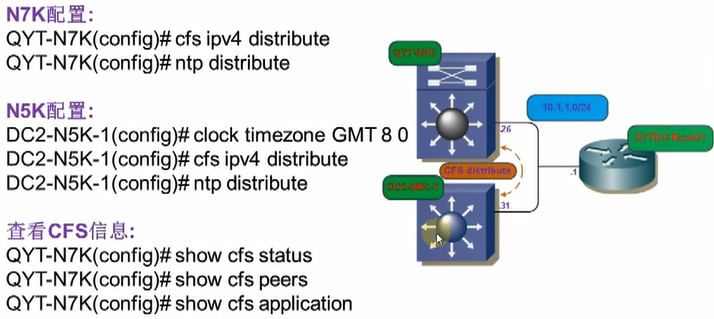 N7K配置:
QYT-N7K(config)# cfs ipv4 distribute
QYT-N7K(config)# ntp distribute
N5K配置:
DC2-N5K-1(config)# clock timezone GMT 8 0
DC2-N5K-1(config)# cfs ipv4 distribute
DC2-N5K-1(config)# ntp distribute
查看CFS信息:
QYT-N7K(config)# show cfs status
QYT-N7K(config)# show cfs peers
QYT-N7K(config)# show cfs application
QYT-N7K
10.1.1.0/24
.26
CFS distribute
.1
DC2-N5K-1
.31